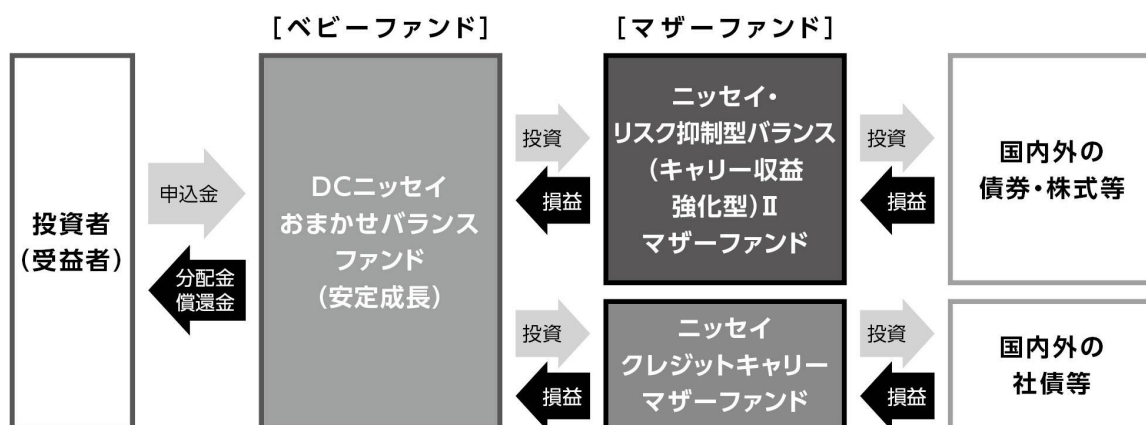 [ベビーファンド]
[マザーファンド]
投資者
(受益者)
申込金
分配金
償還金
DCニッセイ
おまかせバランス
ファンド
(安定成長)
投資
損益
ニッセイ・
リスク抑制型バランス
(キャリー収益
強化型)Ⅱ
マザーファンド
投資
損益
国内外の
債券・株式等
投資
損益
ニッセイ
クレジットキャリー
マザーファンド
投資
損益
国内外の
社債等